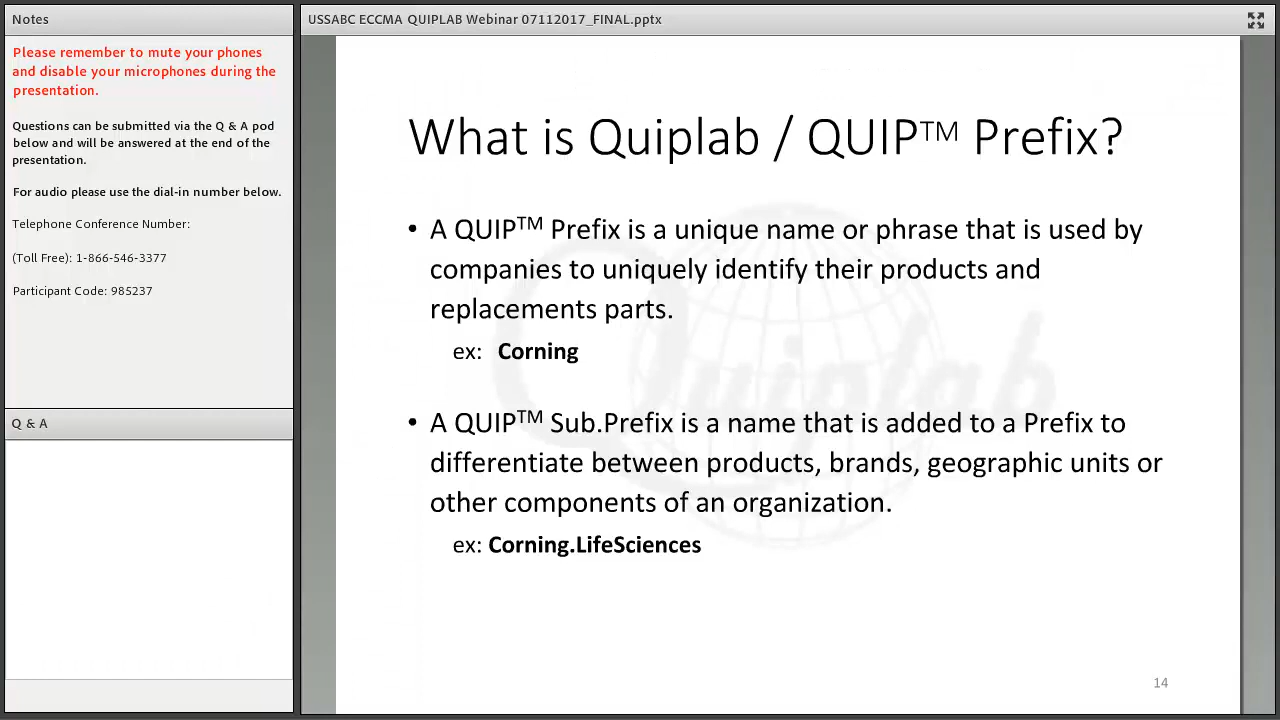 Notes
Please remember to mute your phones
and disable your microphones during the
presentation.
Questions can be submitted via the Q & A pod
below and will be answered at the end of the
presentation.
For audio please use the dial-in number below.
Telephone Conference Number:
(Toll Free): 1-866-546-3377
Participant Code: 985237
Q & A
USSABC ECCMA QUIPLAB Webinar 07112017_FINAL.pptx
What is Quiplab / QUIP™ Prefix?
• A QUIP™ Prefix is a unique name or phrase that is used by
companies to uniquely identify their products and
replacements parts.
ex: Corning
• A QUIP™ Sub.Prefix is a name that is added to a Prefix to
differentiate between products, brands, geographic units or
other components of an organization.
ex: Corning.LifeSciences
Quiplab
14